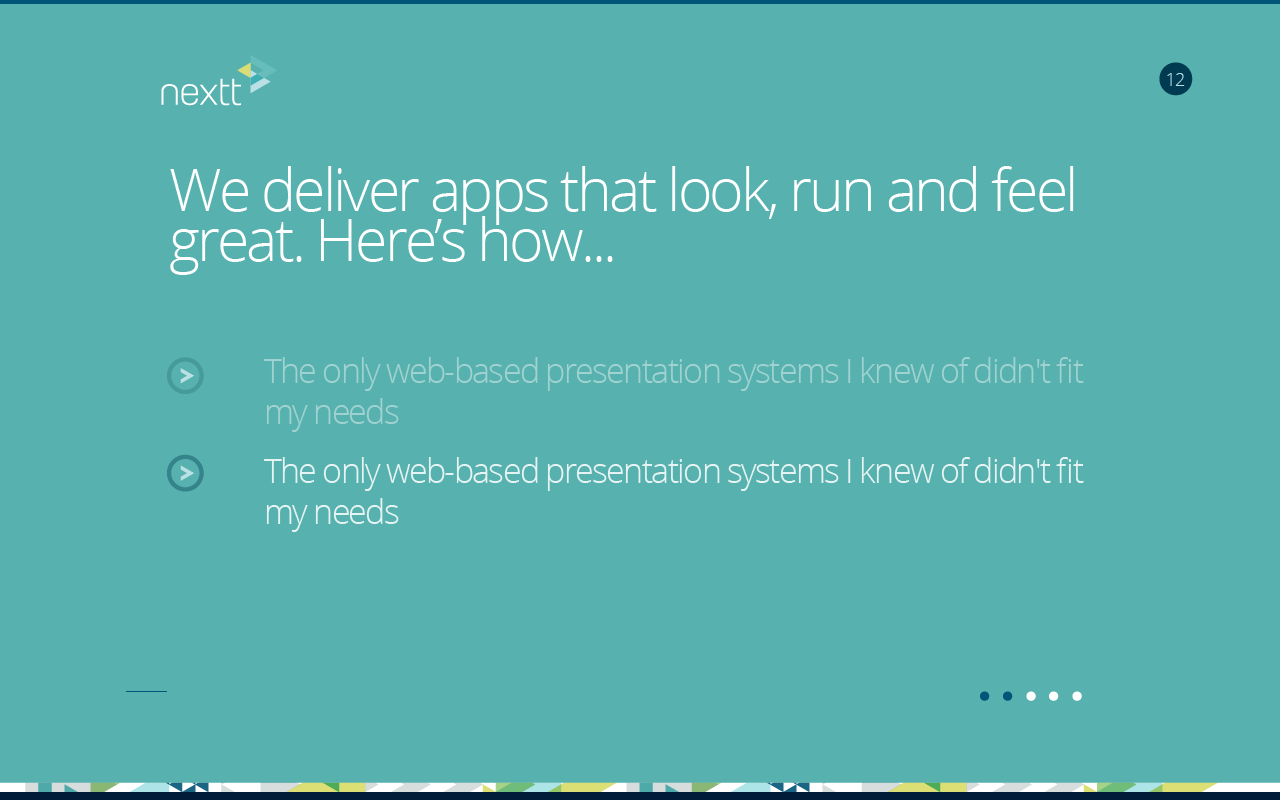 nextt
12
We deliver apps that look, run and feel
great. Here’s how...
The only web-based presentation systems I knew of didn't fit
my needs
The only web-based presentation systems I knew of didn't fit
my needs